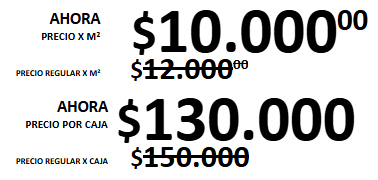 AHORA
PRECIO X M² $10.000⁰⁰
PRECIO REGULAR X M² $12.000⁰⁰
AHORA
PRECIO POR CAJA $130.000
PRECIO REGULAR X CAJA $150.000